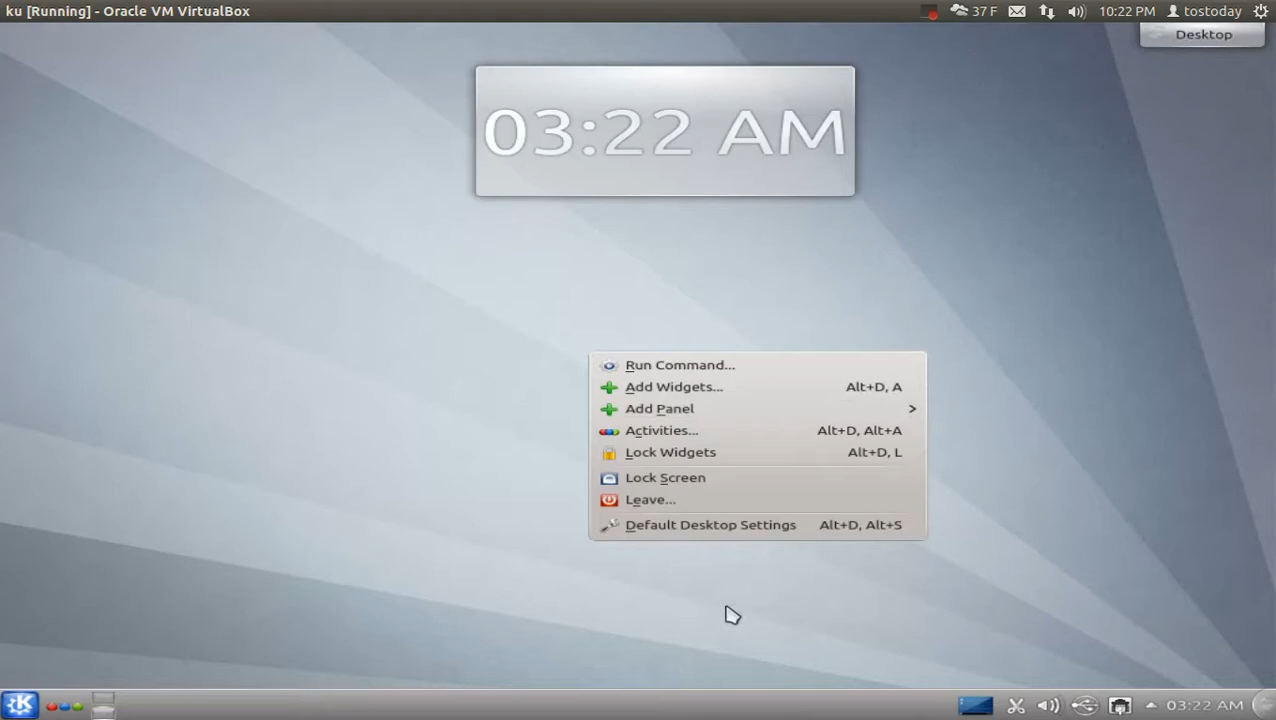 ku [Running] - Oracle VM VirtualBox
37 F
10:22 PM
tostoday
Desktop
03:22 AM
Run Command...
Add Widgets... Alt+D, A
Add Panel
Activities... Alt+D, Alt+A
Lock Widgets Alt+D, L
Lock Screen
Leave...
Default Desktop Settings Alt+D, Alt+S
03:22 AM